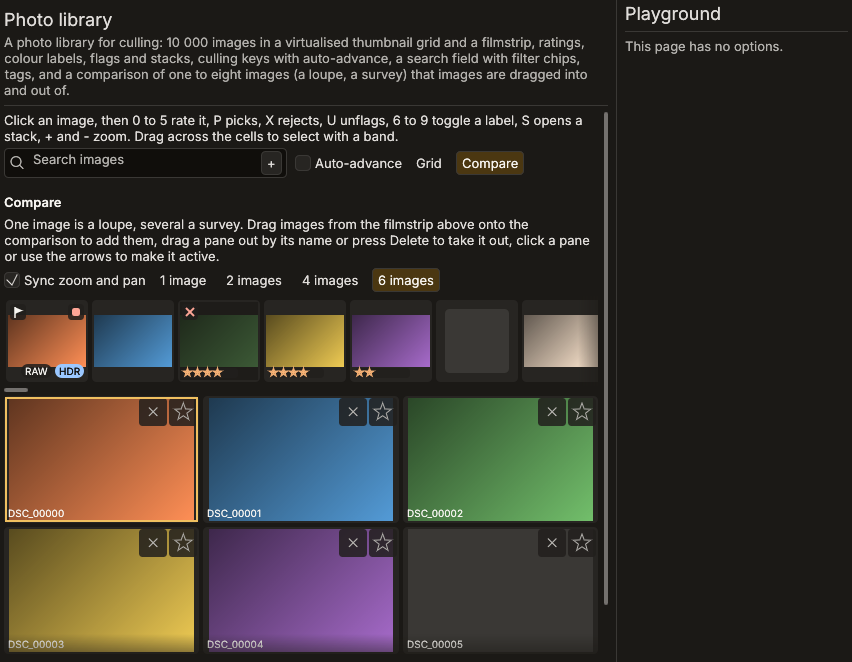 Photo library
A photo library for culling: 10 000 images in a virtualised thumbnail grid and a filmstrip, ratings,
colour labels, flags and stacks, culling keys with auto-advance, a search field with filter chips,
tags, and a comparison of one to eight images (a loupe, a survey) that images are dragged into
and out of.
Click an image, then 0 to 5 rate it, P picks, X rejects, U unflags, 6 to 9 toggle a label, S opens a
stack, + and - zoom. Drag across the cells to select with a band.
Search images
+
Auto-advance
Grid
Compare
Compare
One image is a loupe, several a survey. Drag images from the filmstrip above onto the
comparison to add them, drag a pane out by its name or press Delete to take it out, click a pane
or use the arrows to make it active.
Sync zoom and pan
1 image
2 images
4 images
6 images
RAW
HDR
DSC_00000
DSC_00001
DSC_00002
DSC_00003
DSC_00004
DSC_00005
Playground
This page has no options.